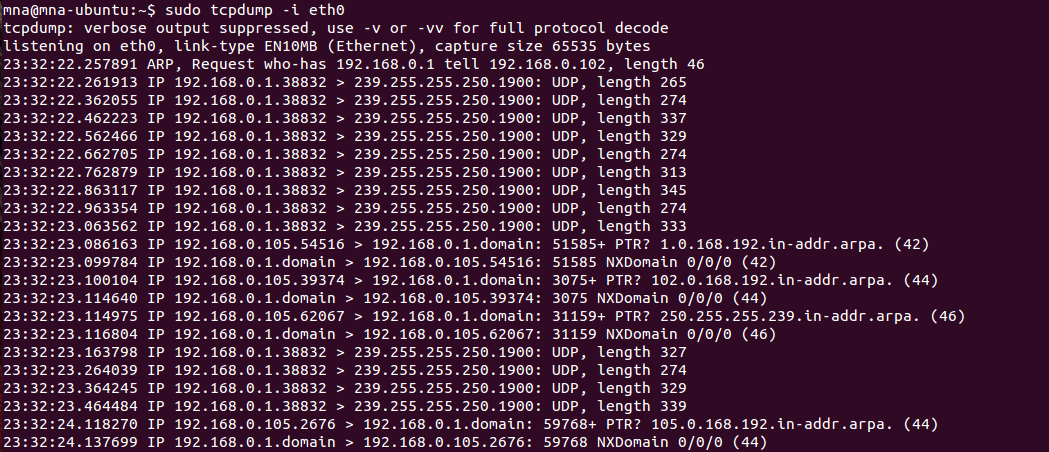 mna@mna-ubuntu:~$ sudo tcpdump -i eth0
tcpdump: verbose output suppressed, use -v or -vv for full protocol decode
listening on eth0, link-type EN10MB (Ethernet), capture size 65535 bytes
23:32:22.257891 ARP, Request who-has 192.168.0.1 tell 192.168.0.102, length 46
23:32:22.261913 IP 192.168.0.1.38832 > 239.255.255.250.1900: UDP, length 265
23:32:22.362055 IP 192.168.0.1.38832 > 239.255.255.250.1900: UDP, length 274
23:32:22.462223 IP 192.168.0.1.38832 > 239.255.255.250.1900: UDP, length 337
23:32:22.562466 IP 192.168.0.1.38832 > 239.255.255.250.1900: UDP, length 329
23:32:22.662705 IP 192.168.0.1.38832 > 239.255.255.250.1900: UDP, length 274
23:32:22.762879 IP 192.168.0.1.38832 > 239.255.255.250.1900: UDP, length 313
23:32:22.863117 IP 192.168.0.1.38832 > 239.255.255.250.1900: UDP, length 345
23:32:22.963354 IP 192.168.0.1.38832 > 239.255.255.250.1900: UDP, length 274
23:32:23.063562 IP 192.168.0.1.38832 > 239.255.255.250.1900: UDP, length 333
23:32:23.086163 IP 192.168.0.105.54516 > 192.168.0.1.domain: 51585+ PTR? 1.0.168.192.in-addr.arpa. (42)
23:32:23.099784 IP 192.168.0.1.domain > 192.168.0.105.54516: 51585 NXDomain 0/0/0 (42)
23:32:23.100104 IP 192.168.0.105.39374 > 192.168.0.1.domain: 3075+ PTR? 102.0.168.192.in-addr.arpa. (44)
23:32:23.114640 IP 192.168.0.1.domain > 192.168.0.105.39374: 3075 NXDomain 0/0/0 (44)
23:32:23.114975 IP 192.168.0.105.62067 > 192.168.0.1.domain: 31159+ PTR? 250.255.255.239.in-addr.arpa. (46)
23:32:23.116804 IP 192.168.0.1.domain > 192.168.0.105.62067: 31159 NXDomain 0/0/0 (46)
23:32:23.163798 IP 192.168.0.1.38832 > 239.255.255.250.1900: UDP, length 327
23:32:23.264039 IP 192.168.0.1.38832 > 239.255.255.250.1900: UDP, length 274
23:32:23.364245 IP 192.168.0.1.38832 > 239.255.255.250.1900: UDP, length 329
23:32:23.464484 IP 192.168.0.1.38832 > 239.255.255.250.1900: UDP, length 339
23:32:24.118270 IP 192.168.0.105.2676 > 192.168.0.1.domain: 59768+ PTR? 105.0.168.192.in-addr.arpa. (44)
23:32:24.137699 IP 192.168.0.1.domain > 192.168.0.105.2676: 59768 NXDomain 0/0/0 (44)